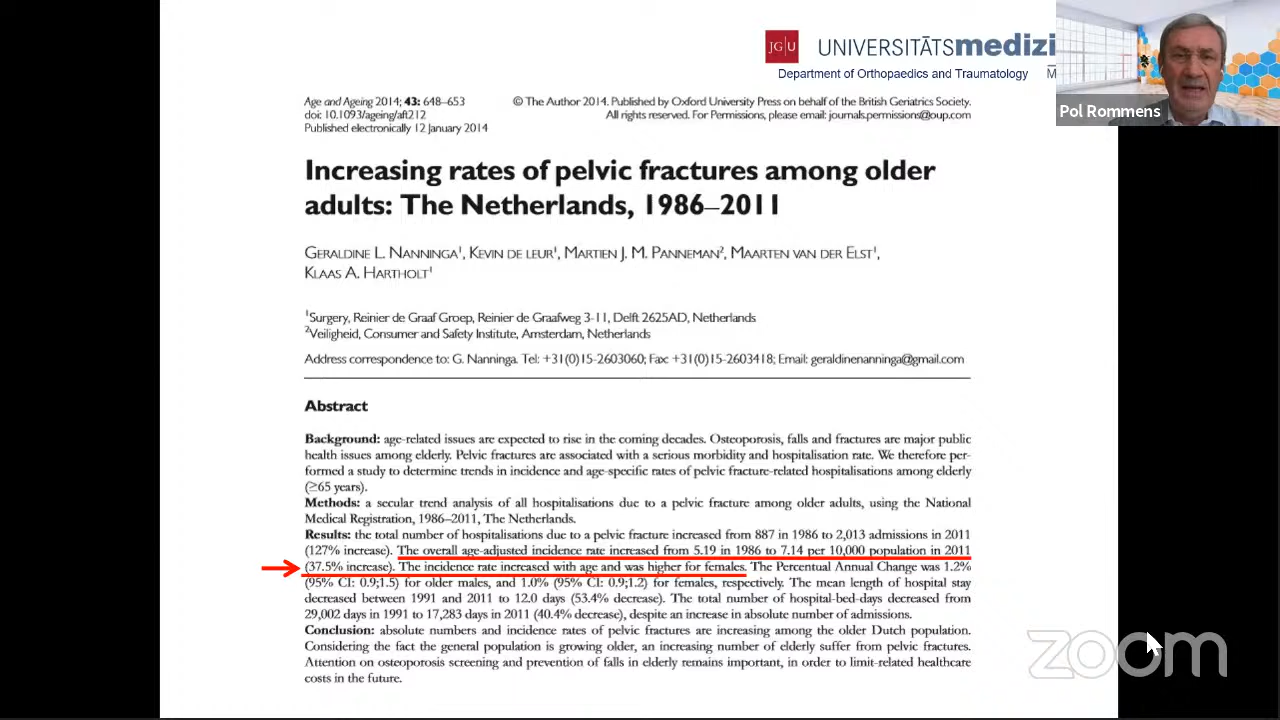 JG|U UNIVERSITÄTSmedizi
Department of Orthopaedics and Traumatology M
Pol Rommens
Age and Ageing 2014; 43: 648–653
doi: 10.1093/ageing/aft212
Published electronically 12 January 2014
© The Author 2014. Published by Oxford University Press on behalf of the British Geriatrics Society.
All rights reserved. For Permissions, please email: journals.permissions@oup.com
Increasing rates of pelvic fractures among older
adults: The Netherlands, 1986–2011
Geraldine L. Nanninga¹, Kevin de Leur¹, Martien J. M. Panneman², Maarten van der Elst¹,
Klaas A. Hartholt¹
¹Surgery, Reinier de Graaf Groep, Reinier de Graafweg 3-11, Delft 2625AD, Netherlands
²Veiligheid, Consumer and Safety Institute, Amsterdam, Netherlands
Address correspondence to: G. Nanninga. Tel: +31(0)15-2603060; Fax: +31(0)15-2603418; Email: geraldinenanninga@gmail.com
Abstract
Background: age-related issues are expected to rise in the coming decades. Osteoporosis, falls and fractures are major public
health issues among elderly. Pelvic fractures are associated with a serious morbidity and hospitalisation rate. We therefore per-
formed a study to determine trends in incidence and age-specific rates of pelvic fracture-related hospitalisations among elderly
(≥65 years).
Methods: a secular trend analysis of all hospitalisations due to a pelvic fracture among older adults, using the National
Medical Registration, 1986–2011, The Netherlands.
Results: the total number of hospitalisations due to a pelvic fracture increased from 887 in 1986 to 2,013 admissions in 2011
(127% increase). The overall age-adjusted incidence rate increased from 5.19 in 1986 to 7.14 per 10,000 population in 2011
(37.5% increase). The incidence rate increased with age and was higher for females. The Percentual Annual Change was 1.2%
(95% CI: 0.9;1.5) for older males, and 1.0% (95% CI: 0.9;1.2) for females, respectively. The mean length of hospital stay
decreased between 1991 and 2011 to 12.0 days (53.4% decrease). The total number of hospital-bed-days decreased from
29,002 days in 1991 to 17,283 days in 2011 (40.4% decrease), despite an increase in absolute number of admissions.
Conclusion: absolute numbers and incidence rates of pelvic fractures are increasing among the older Dutch population.
Considering the fact the general population is growing older, an increasing number of elderly suffer from pelvic fractures.
Attention on osteoporosis screening and prevention of falls in elderly remains important, in order to limit-related healthcare
costs in the future.
zoom